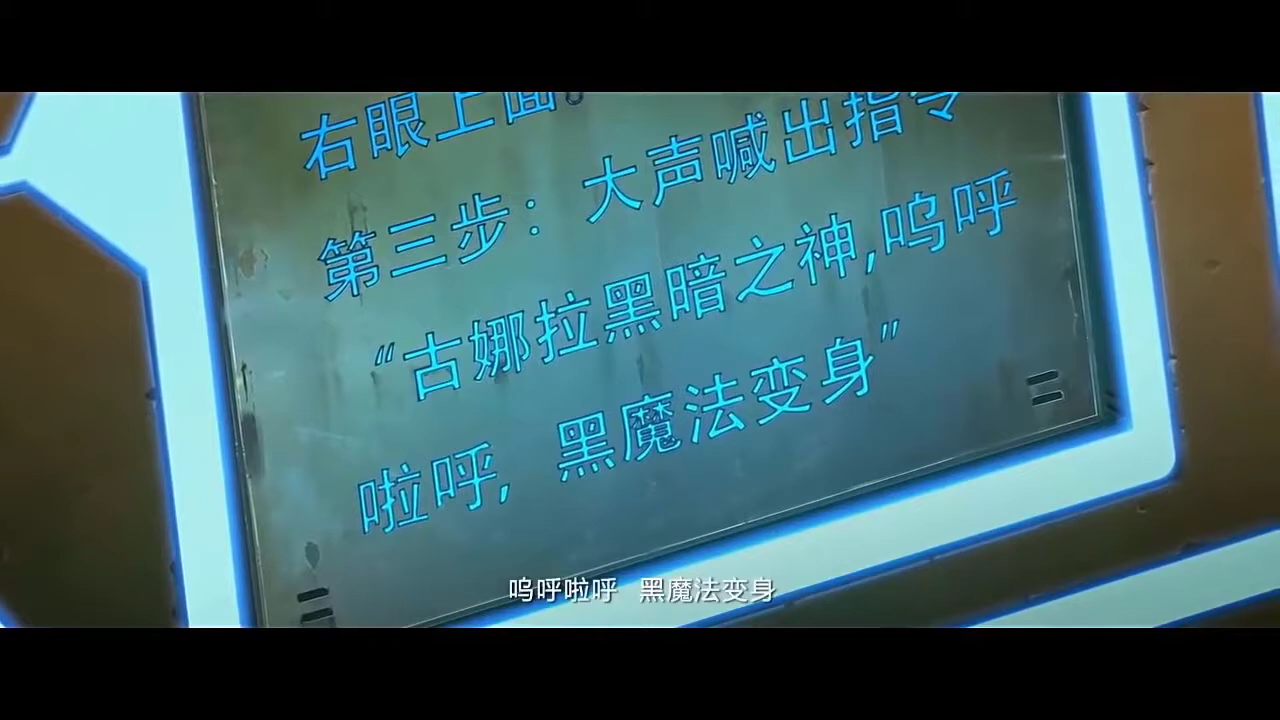 右眼上面。
第三步：大声喊出指令
“古娜拉黑暗之神,呜呼
啦呼，黑魔法变身”
呜呼啦呼 黑魔法变身